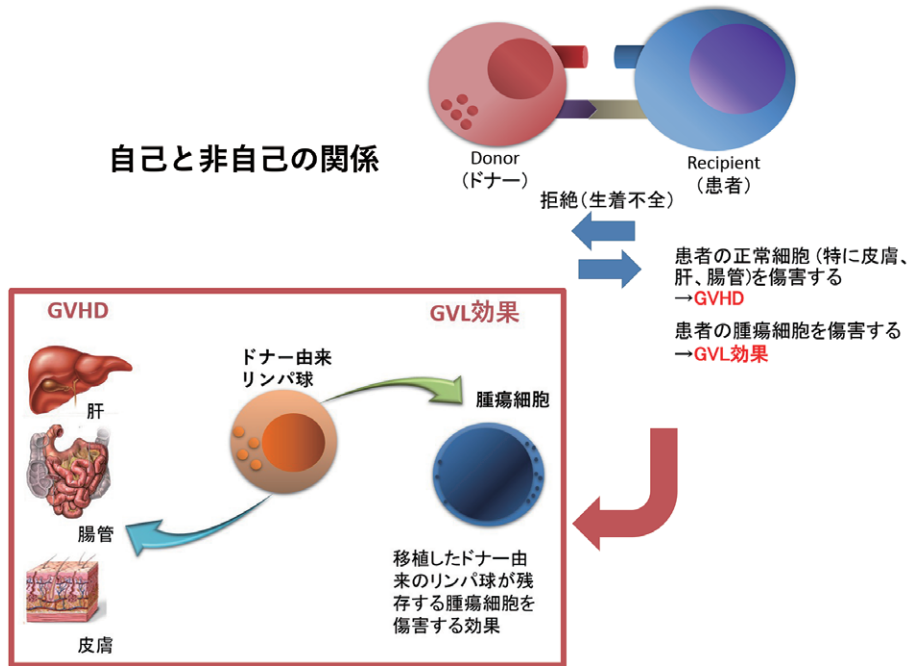 自己と非自己の関係
Donor
(ドナー)
Recipient
(患者)
拒絶(生着不全)
患者の正常細胞 (特に皮膚、
肝、腸管)を傷害する
→GVHD
患者の腫瘍細胞を傷害する
→GVL効果
GVHD
GVL効果
ドナー由来
リンパ球
腫瘍細胞
肝
腸管
皮膚
移植したドナー由
来のリンパ球が残
存する腫瘍細胞を
傷害する効果